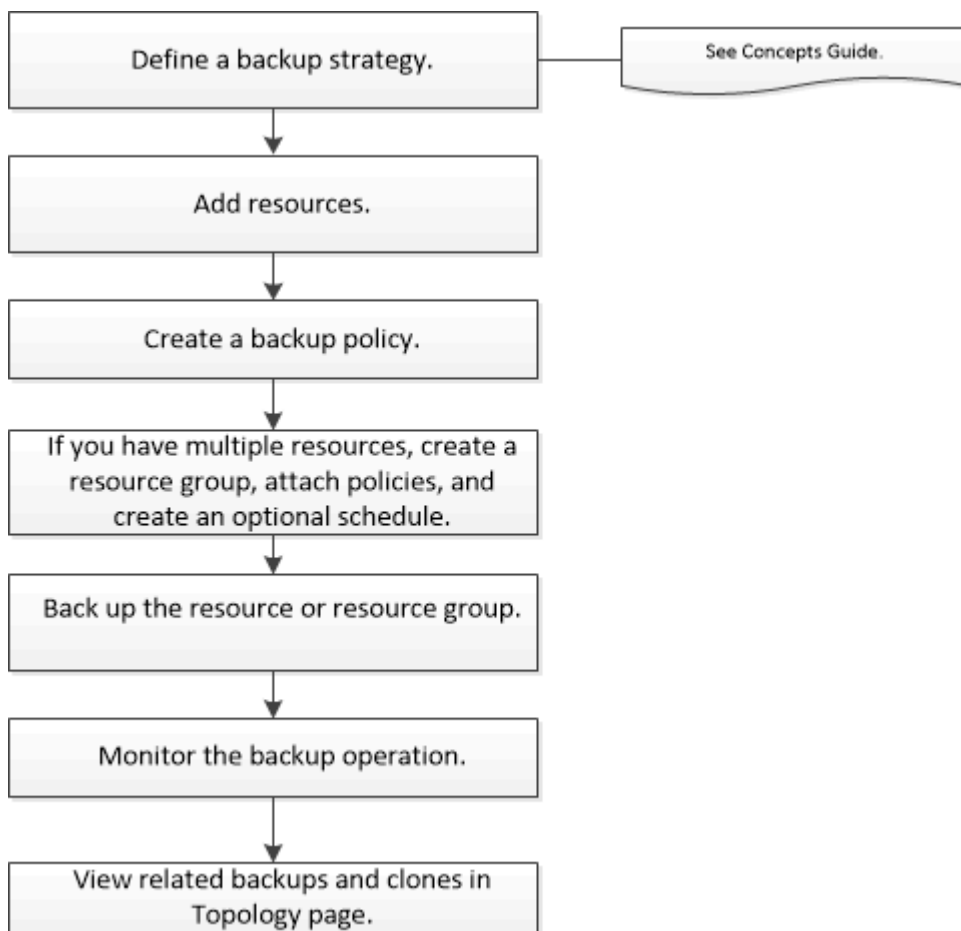 Define a backup strategy.
See Concepts Guide.
Add resources.
Create a backup policy.
If you have multiple resources, create a
resource group, attach policies, and
create an optional schedule.
Back up the resource or resource group.
Monitor the backup operation.
View related backups and clones in
Topology page.